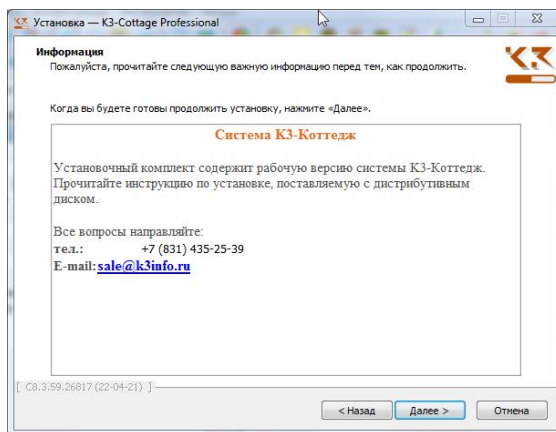 Установка — K3-Cottage Professional
Информация
Пожалуйста, прочитайте следующую важную информацию перед тем, как продолжить.
Когда вы будете готовы продолжить установку, нажмите «Далее».
Система К3-Коттедж
Установочный комплект содержит рабочую версию системы К3-Коттедж.
Прочитайте инструкцию по установке, поставляемую с дистрибутивным
диском.
Все вопросы направляйте:
тел.: +7 (831) 435-25-39
E-mail: sale@k3info.ru
[ C8.3.59.26817 (22-04-21) ]
< Назад Далее > Отмена